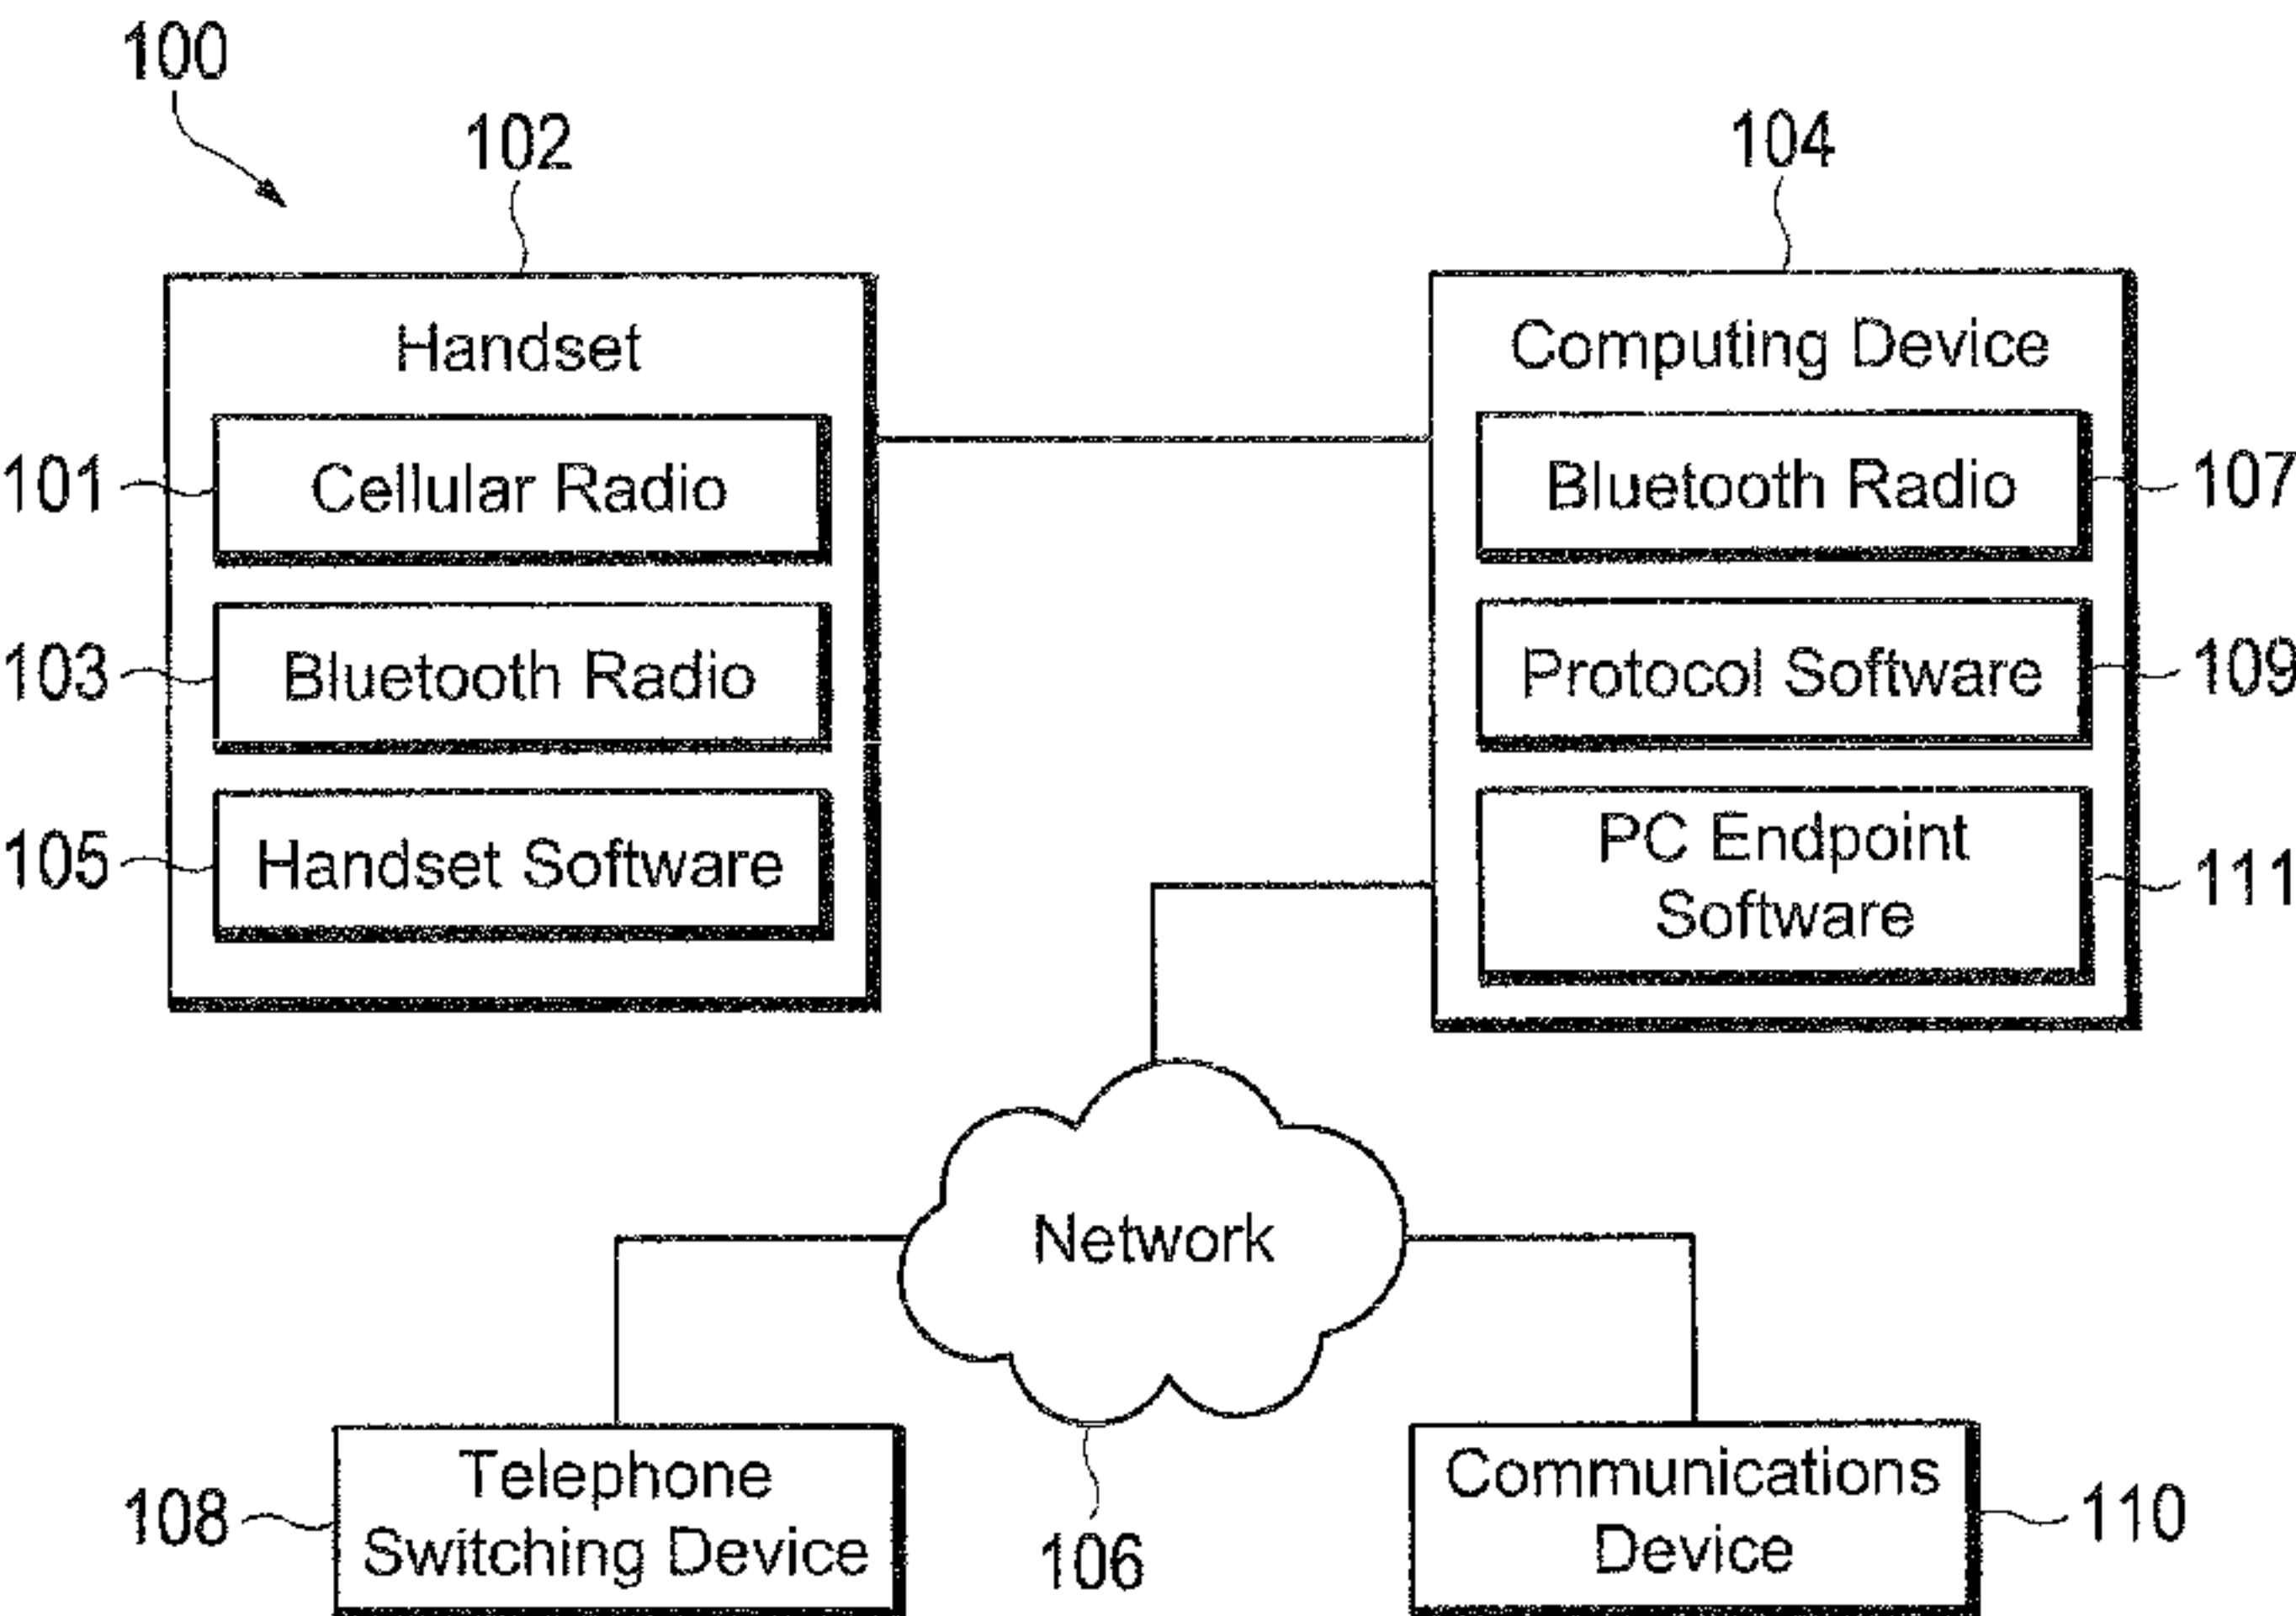 100
102
104
Handset
Computing Device
101
Cellular Radio
Bluetooth Radio
107
103
Bluetooth Radio
Protocol Software
109
105
Handset Software
PC Endpoint
Software
111
Network
Telephone
Switching Device
108
106
Communications
Device
110